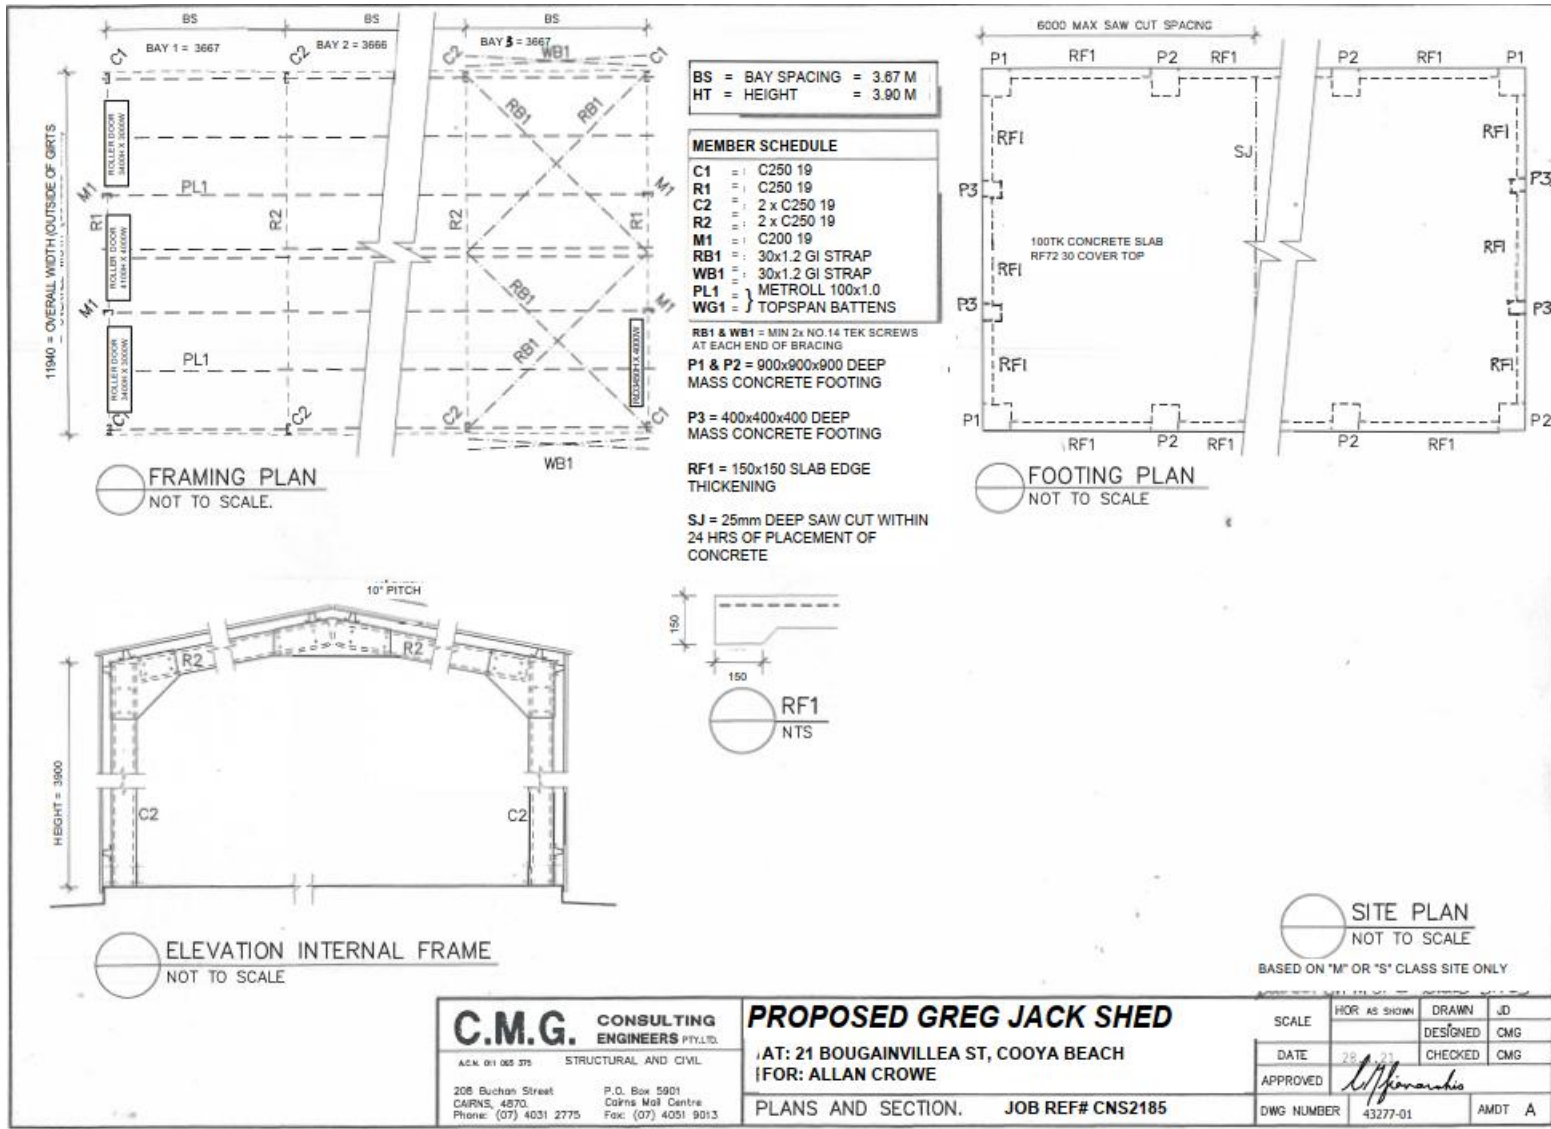 BS
BS
BS
BAY 1 = 3667
BAY 2 = 3666
BAY 3 = 3667
C1
C2
C2
WB1
C1
11940 = OVERALL WIDTH (OUTSIDE OF GIRTS
ROLLER DOOR
3400H X 3000W
ROLLER DOOR
4100H X 4000W
ROLLER DOOR
3400H X 3000W
M1
R1
M1
PL1
PL1
R2
R2
R1
RB1
RB1
RB1
RB1
M1
M1
C1
C2
C2
C1
WB1
FRAMING PLAN
NOT TO SCALE.
BS = BAY SPACING = 3.67 M
HT = HEIGHT = 3.90 M
MEMBER SCHEDULE
C1 = C250 19
R1 = C250 19
C2 = 2 x C250 19
R2 = 2 x C250 19
M1 = C200 19
RB1 = 30x1.2 GI STRAP
WB1 = 30x1.2 GI STRAP
PL1 = } METROLL 100x1.0
WG1 = } TOPSPAN BATTENS
RB1 & WB1 = MIN 2x NO.14 TEK SCREWS
AT EACH END OF BRACING
P1 & P2 = 900x900x900 DEEP
MASS CONCRETE FOOTING
P3 = 400x400x400 DEEP
MASS CONCRETE FOOTING
RF1 = 150x150 SLAB EDGE
THICKENING
SJ = 25mm DEEP SAW CUT WITHIN
24 HRS OF PLACEMENT OF
CONCRETE
6000 MAX SAW CUT SPACING
P1 RF1 P2 RF1 P2 RF1 P1
RF1
RF1
SJ
P3
P3
100TK CONCRETE SLAB
RF72 30 COVER TOP
RF1
RF1
P3
P3
RF1
RF1
P1
P2
RF1 P2 RF1 P2 RF1
FOOTING PLAN
NOT TO SCALE
10° PITCH
R2
R2
HEIGHT = 3900
C2
C2
ELEVATION INTERNAL FRAME
NOT TO SCALE
150
150
RF1
NTS
SITE PLAN
NOT TO SCALE
BASED ON "M" OR "S" CLASS SITE ONLY
C.M.G. CONSULTING
ENGINEERS PTY.LTD.
A.C.N. 011 065 375 STRUCTURAL AND CIVIL
208 Buchan Street
CAIRNS, 4870.
Phone: (07) 4031 2775
P.O. Box 5901
Cairns Mail Centre
Fax: (07) 4051 9013
PROPOSED GREG JACK SHED
AT: 21 BOUGAINVILLEA ST, COOYA BEACH
FOR: ALLAN CROWE
PLANS AND SECTION. JOB REF# CNS2185
SCALE
HOR AS SHOWN
DRAWN JD
DESIGNED CMG
DATE
CHECKED CMG
APPROVED
DWG NUMBER 43277-01
AMDT A